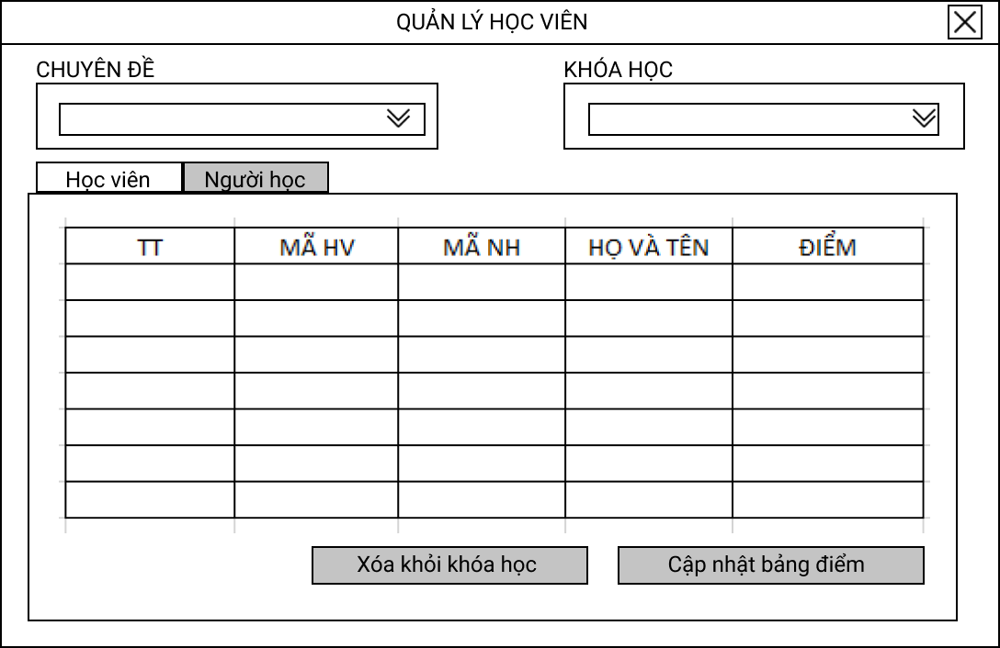 QUẢN LÝ HỌC VIÊN
CHUYÊN ĐỀ
KHÓA HỌC
Học viên
Người học
TT MÃ HV MÃ NH HỌ VÀ TÊN ĐIỂM
Xóa khỏi khóa học
Cập nhật bảng điểm